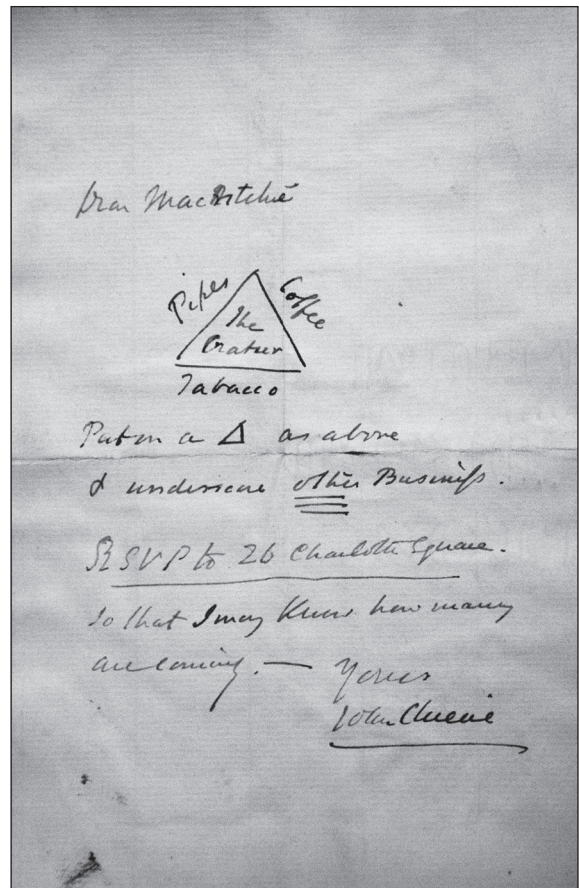 Dear MacRitchie
Pipes
Coffee
The
Cratur
Tabacco
Put on a Δ as above
& underscore other Business.
RSVP to 26 Charlotte Square.
So that I may Know how many
are coming. — Yours
John Chiene